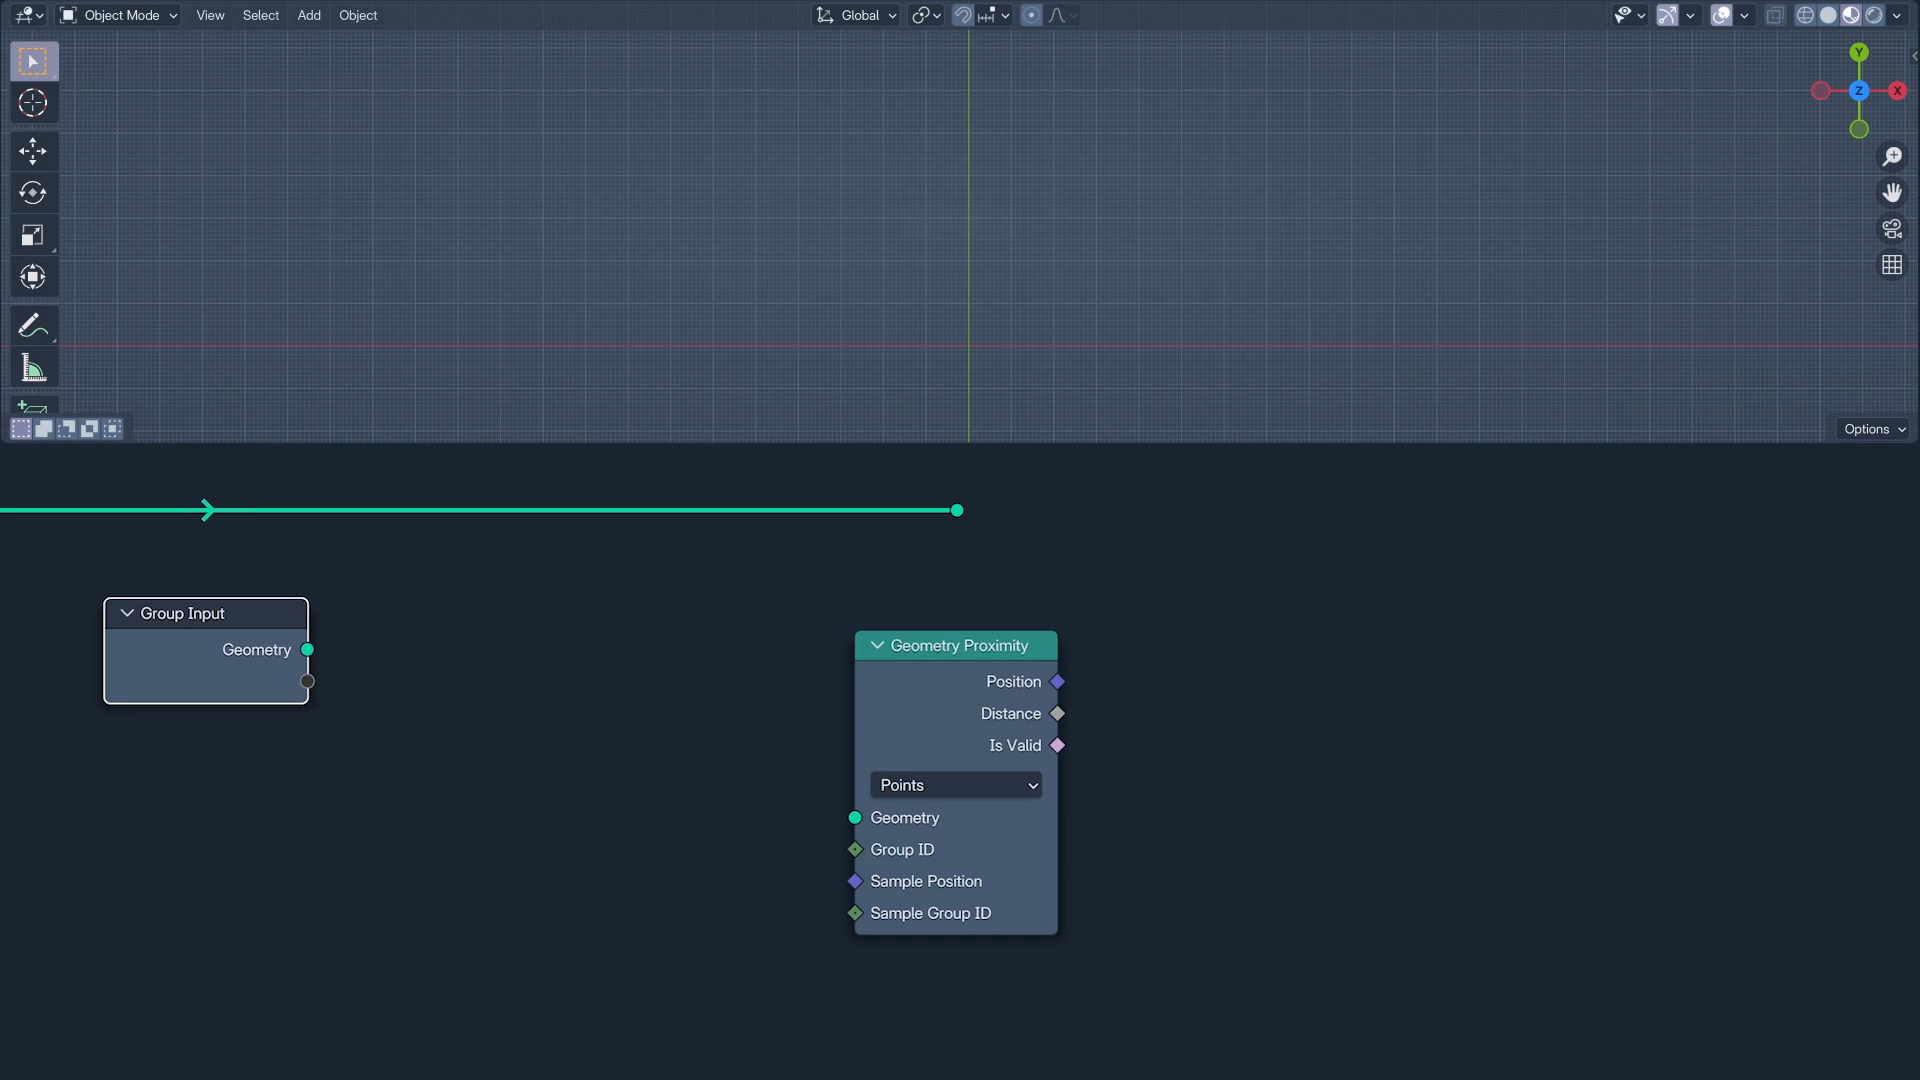 Object Mode View Select Add Object Global
Y
Z X
Options
Group Input
Geometry
Geometry Proximity
Position
Distance
Is Valid
Points
Geometry
Group ID
Sample Position
Sample Group ID